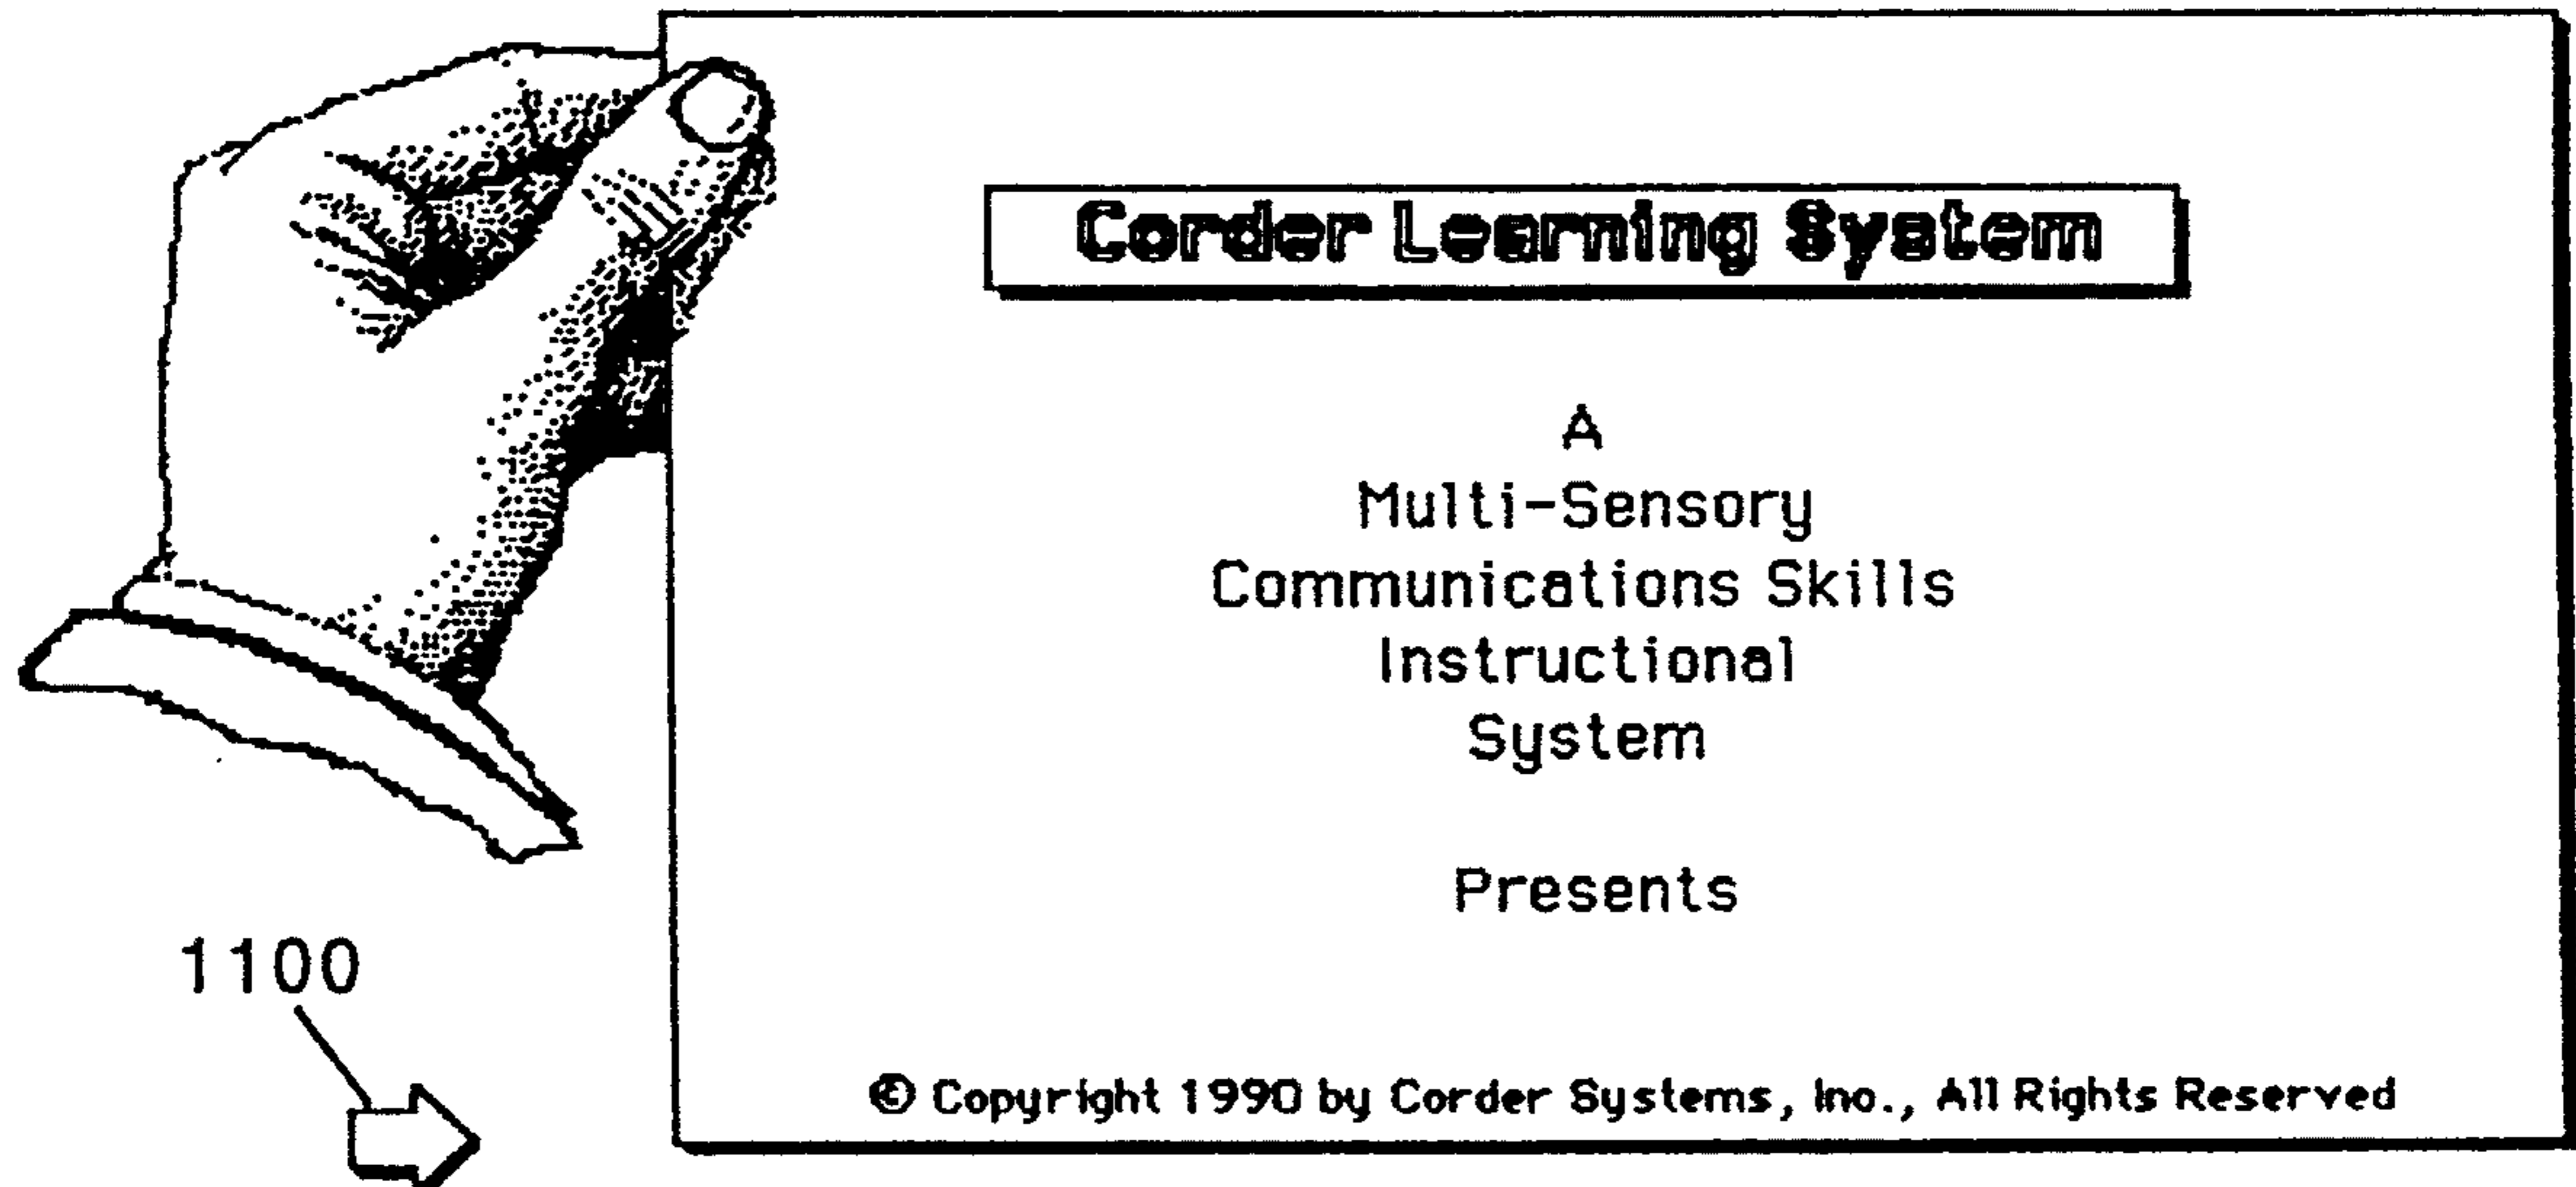 Corder Learning System
A
Multi-Sensory
Communications Skills
Instructional
System
Presents
© Copyright 1990 by Corder Systems, Inc., All Rights Reserved
1100